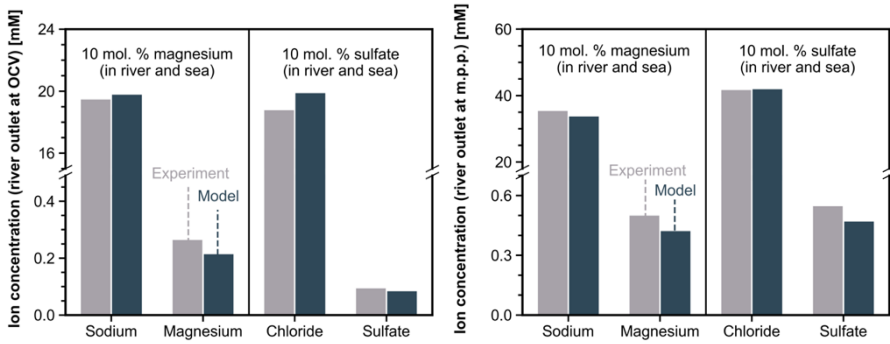 Ion concentration (river outlet at OCV) [mM]
24
20
18
16
0.4
0.2
0.0
10 mol. % magnesium
(in river and sea)
10 mol. % sulfate
(in river and sea)
Experiment
Model
Sodium
Magnesium
Chloride
Sulfate
Ion concentration (river outlet at m.p.p.) [mM]
60
40
20
0.6
0.4
0.3
0.0
10 mol. % magnesium
(in river and sea)
10 mol. % sulfate
(in river and sea)
Experiment
Model
Sodium
Magnesium
Chloride
Sulfate